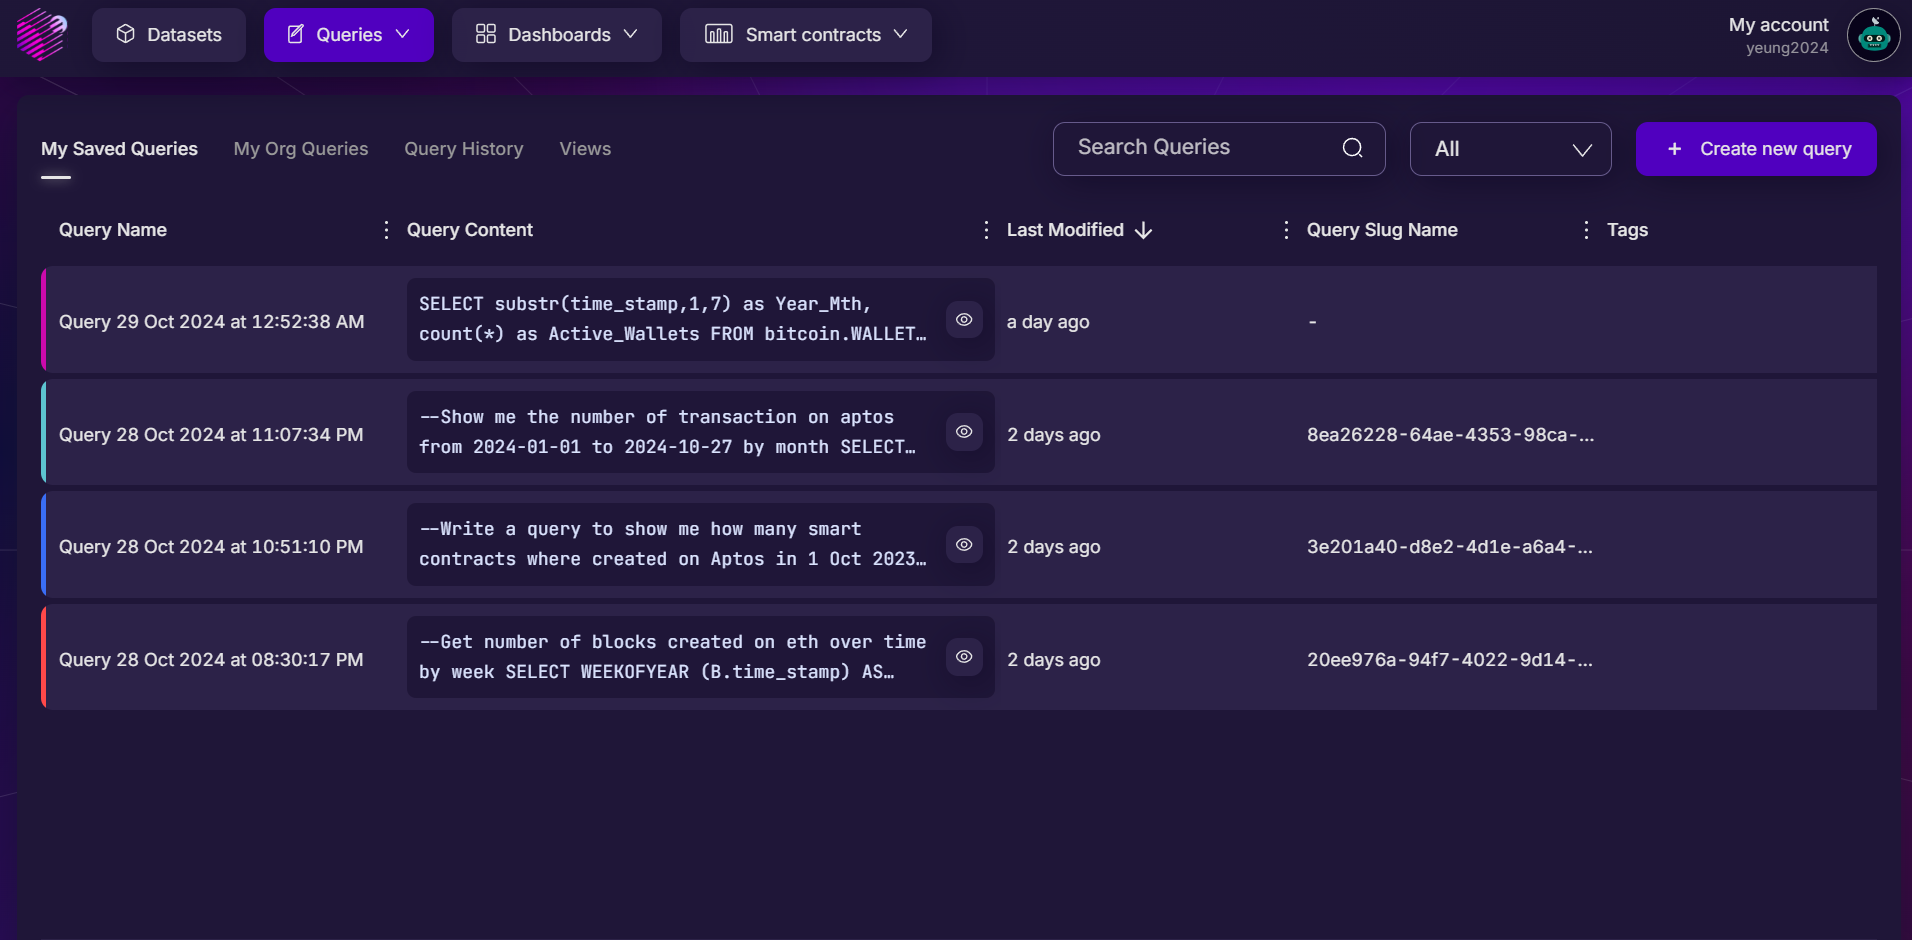 Datasets
Queries
Dashboards
Smart contracts
My account
yeung2024
My Saved Queries
My Org Queries
Query History
Views
Search Queries
All
+ Create new query
Query Name
Query Content
Last Modified
Query Slug Name
Tags
Query 29 Oct 2024 at 12:52:38 AM
SELECT substr(time_stamp,1,7) as Year_Mth,
count(*) as Active_Wallets FROM bitcoin.WALLET…
a day ago
-
Query 28 Oct 2024 at 11:07:34 PM
--Show me the number of transaction on aptos
from 2024-01-01 to 2024-10-27 by month SELECT…
2 days ago
8ea26228-64ae-4353-98ca-...
Query 28 Oct 2024 at 10:51:10 PM
--Write a query to show me how many smart
contracts where created on Aptos in 1 Oct 2023…
2 days ago
3e201a40-d8e2-4d1e-a6a4-...
Query 28 Oct 2024 at 08:30:17 PM
--Get number of blocks created on eth over time
by week SELECT WEEKOFYEAR (B.time_stamp) AS…
2 days ago
20ee976a-94f7-4022-9d14-...